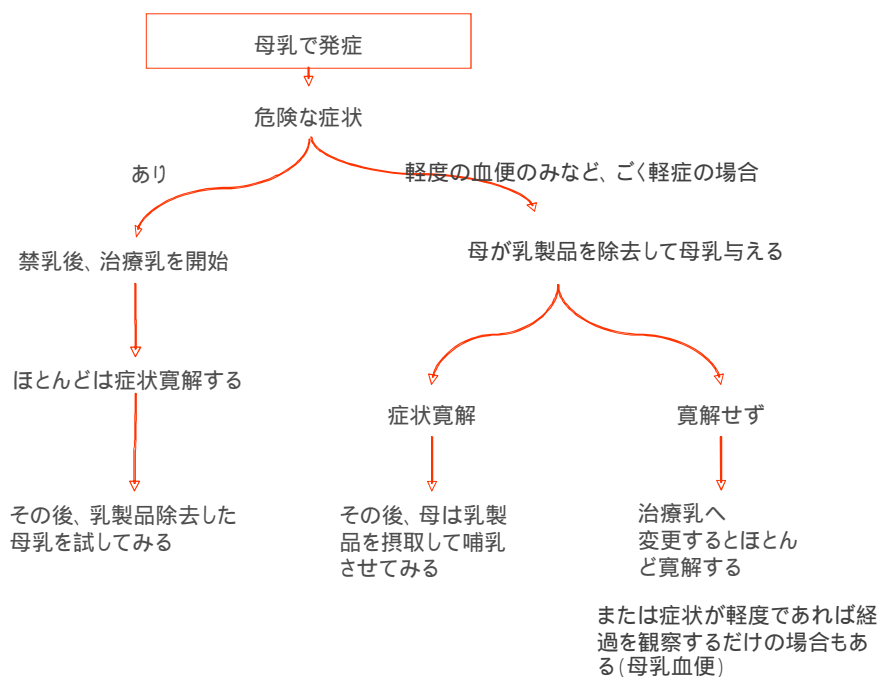 母乳で発症
危険な症状
あり
軽度の血便のみなど、ごく軽症の場合
禁乳後、治療乳を開始
母が乳製品を除去して母乳与える
ほとんどは症状寛解する
症状寛解
寛解せず
その後、乳製品除去した
母乳を試してみる
その後、母は乳製
品を摂取して哺乳
させてみる
治療乳へ
変更するとほとん
ど寛解する
または症状が軽度であれば経
過を観察するだけの場合もあ
る(母乳血便)